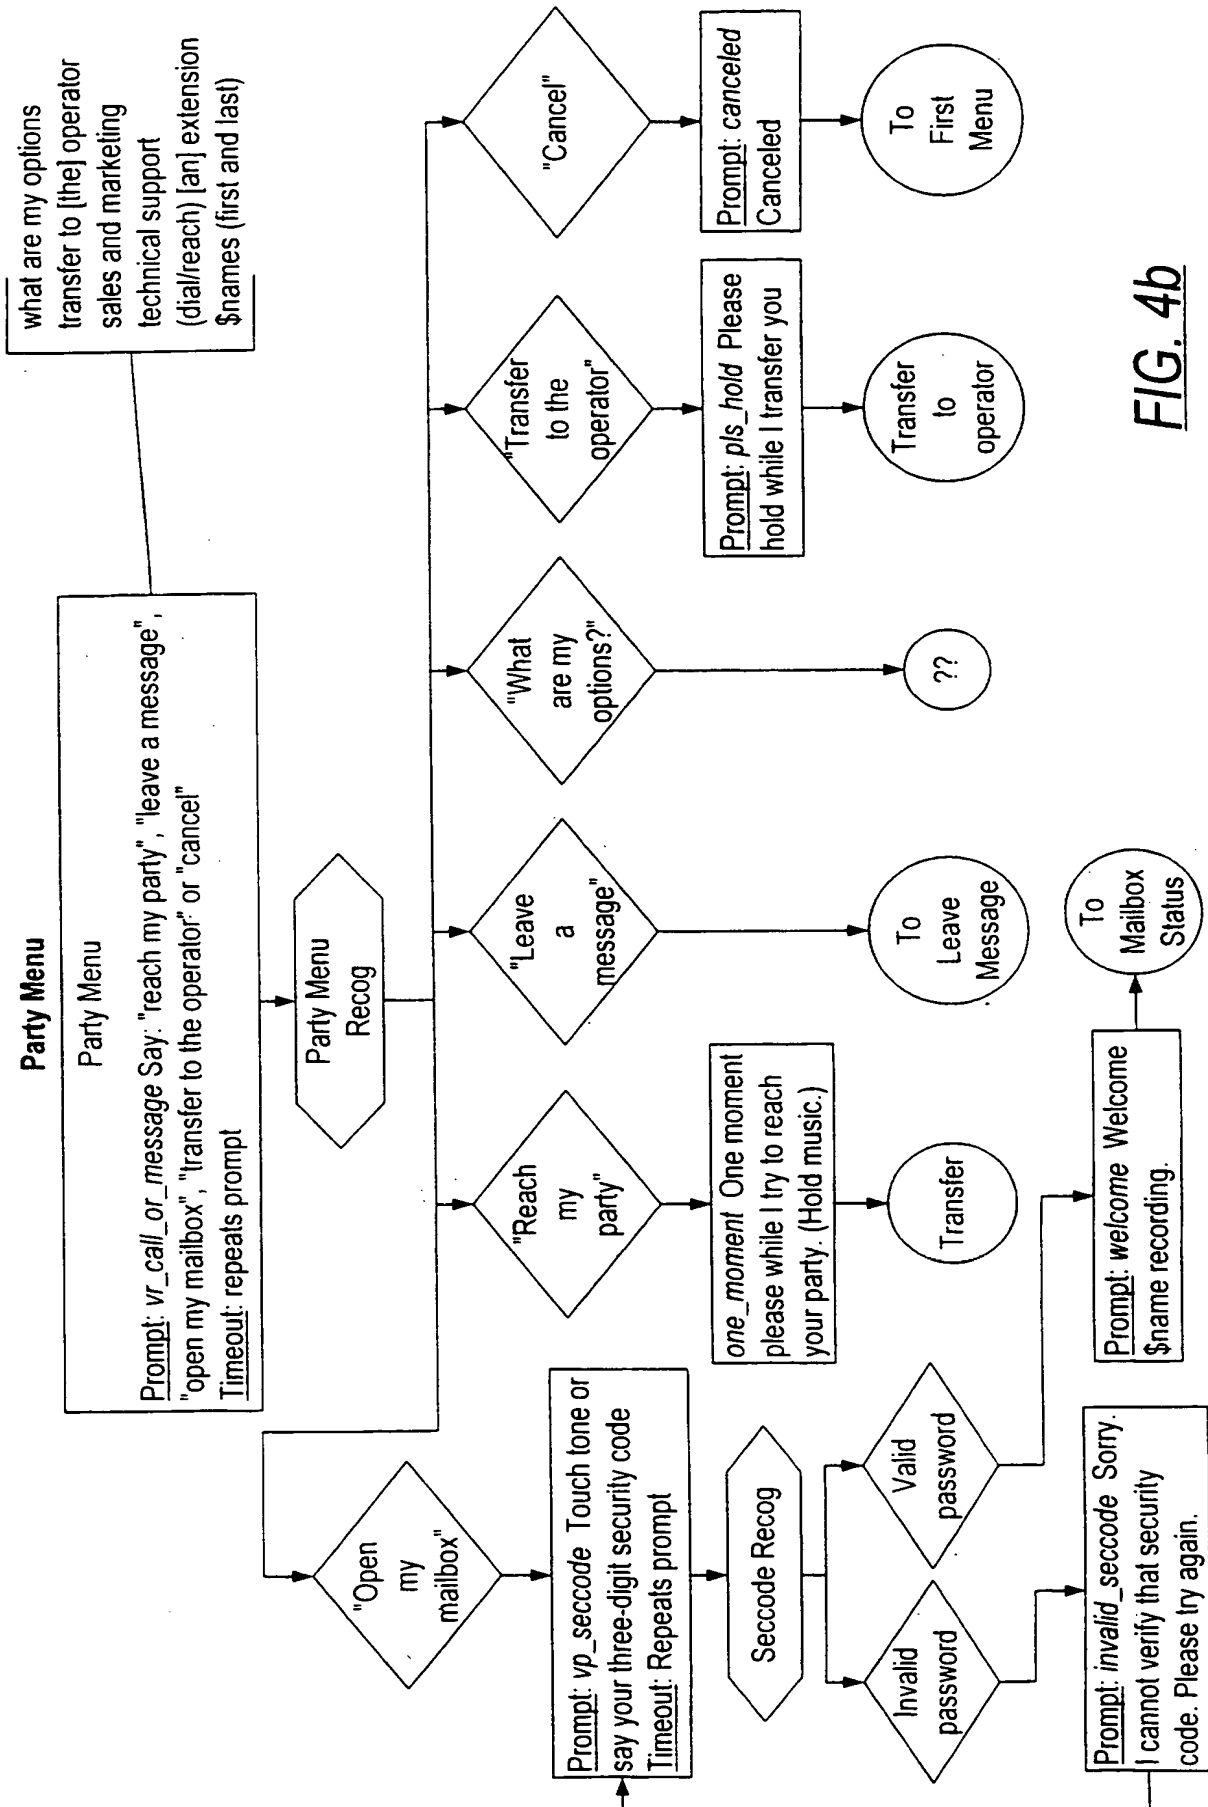 Party Menu
Party Menu
Prompt: vr_call_or_message Say: "reach my party", "leave a message",
"open my mailbox", "transfer to the operator" or "cancel"
Timeout: repeats prompt
what are my options
transfer to [the] operator
sales and marketing
technical support
(dial/reach) [an] extension
$names (first and last)
Party Menu
Recog
"Open
my
mailbox"
"Reach
my
party"
"Leave
a
message"
"What
are my
options?"
"Transfer
to the
operator"
"Cancel"
Prompt: vp_seccode Touch tone or
say your three-digit security code
Timeout: Repeats prompt
one_moment One moment
please while I try to reach
your party. (Hold music.)
Prompt: pls_hold Please
hold while I transfer you
Prompt: canceled
Canceled
Seccode Recog
Transfer
To
Leave
Message
??
Transfer
to
operator
To
First
Menu
Invalid
password
Valid
password
Prompt: invalid_seccode Sorry.
I cannot verify that security
code. Please try again.
Prompt: welcome Welcome
$name recording.
To
Mailbox
Status
FIG. 4b